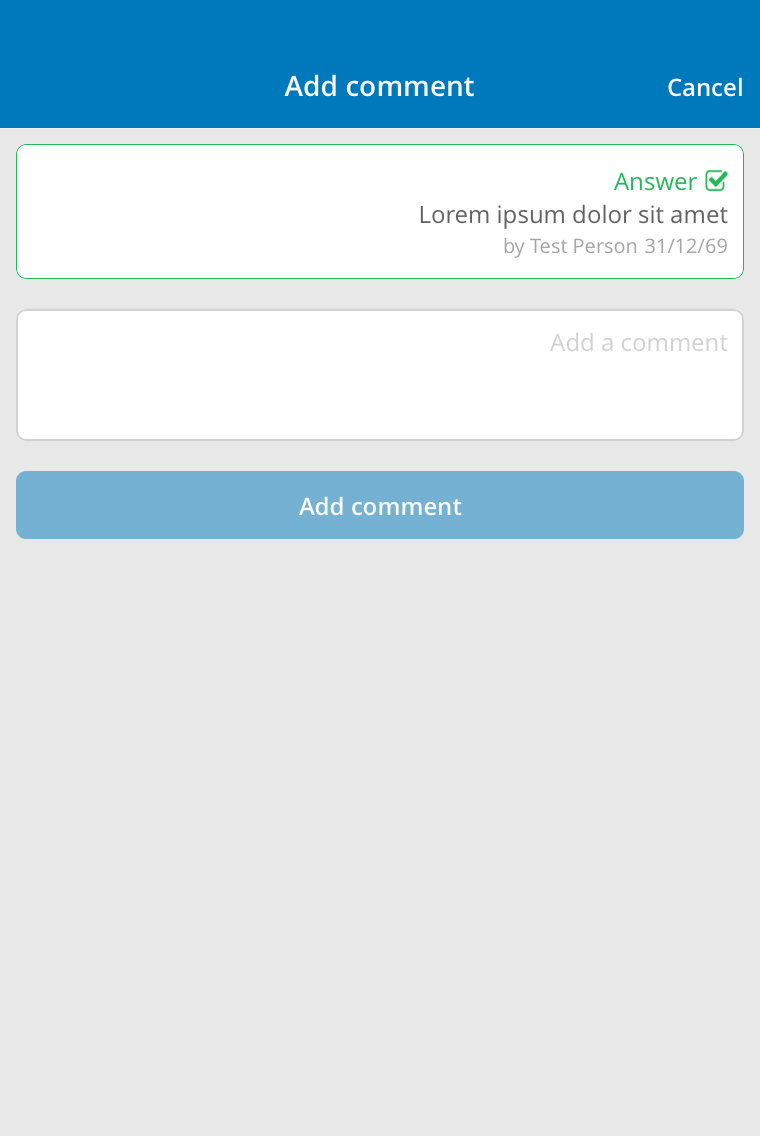 Add comment
Cancel
Answer
Lorem ipsum dolor sit amet
by Test Person 31/12/69
Add a comment
Add comment